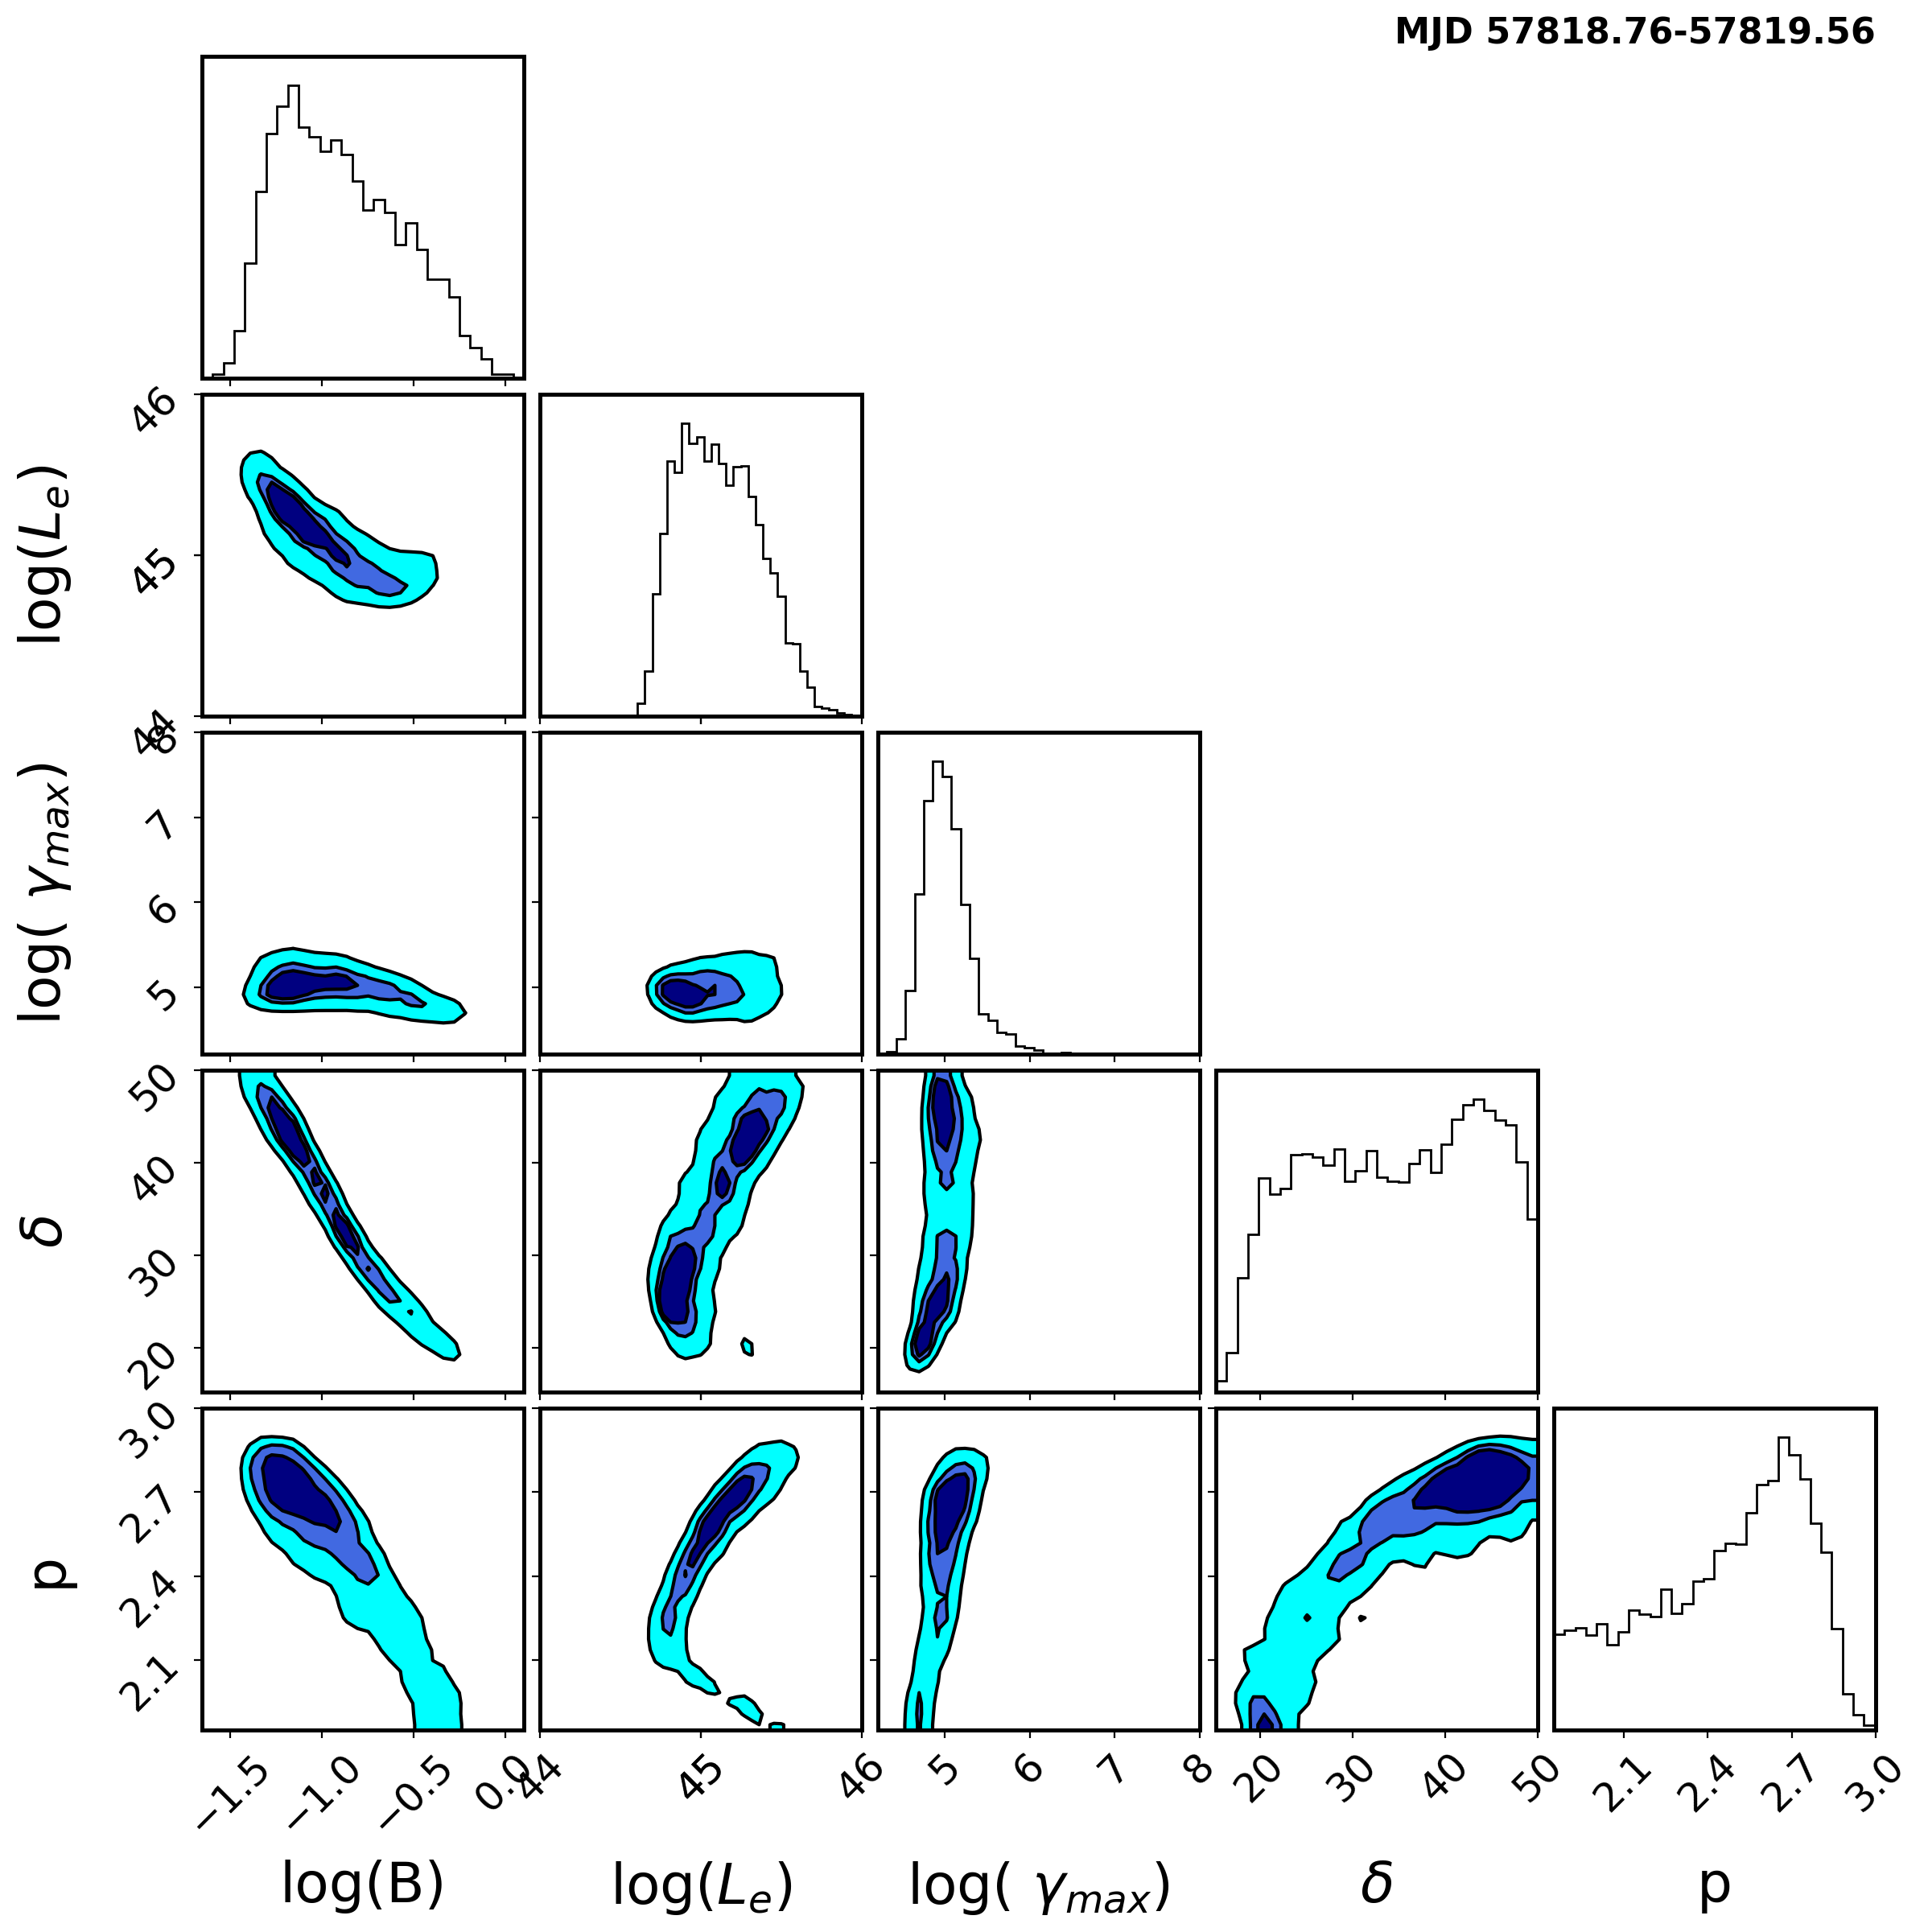 MJD 57818.76-57819.56
46
45
44
log(L_e)
8
7
6
5
log( γ_max)
50
40
30
20
δ
3.0
2.7
2.4
2.1
p
−1.5 −1.0 −0.5 0.0 44 45 46 5 6 7 8 20 30 40 50 2.1 2.4 2.7 3.0
log(B) log(L_e) log( γ_max) δ p